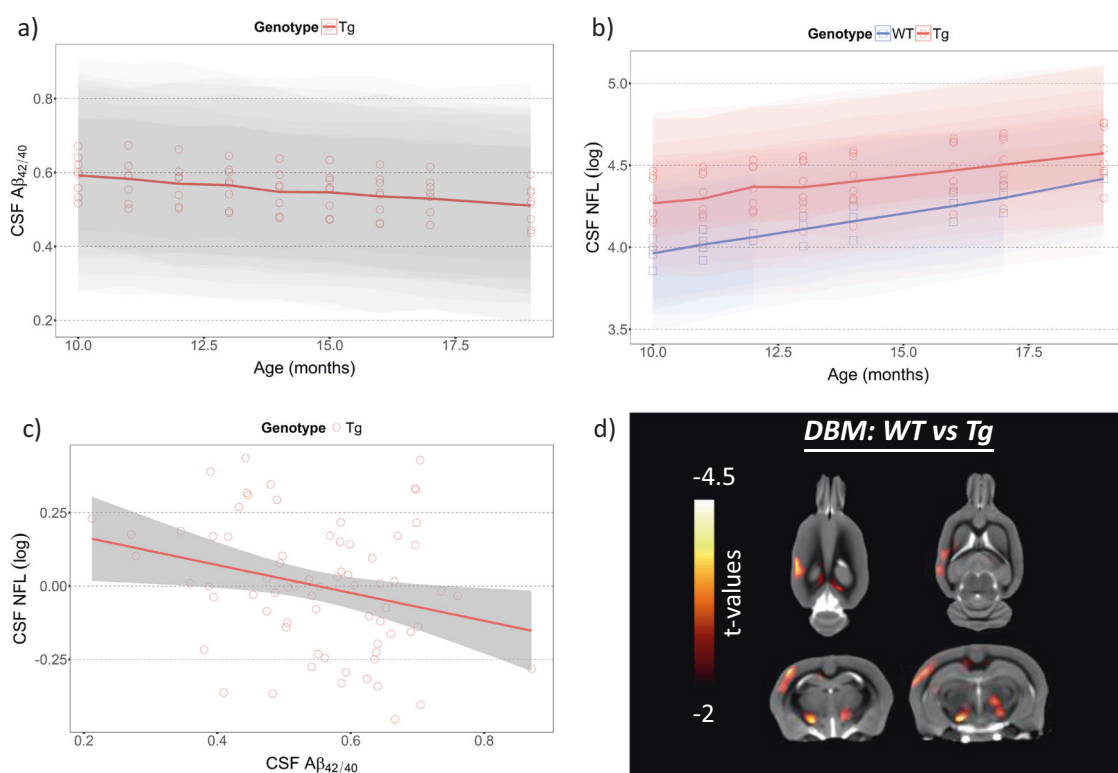 a)
Genotype Tg
CSF Aβ42/40
0.8
0.6
0.4
0.2
10.0 12.5 15.0 17.5
Age (months)
b)
Genotype WT Tg
CSF NFL (log)
5.0
4.5
4.0
3.5
10.0 12.5 15.0 17.5
Age (months)
c)
Genotype Tg
CSF NFL (log)
0.25
0.00
-0.25
0.2 0.4 0.6 0.8
CSF Aβ42/40
d)
DBM: WT vs Tg
-4.5
t-values
-2